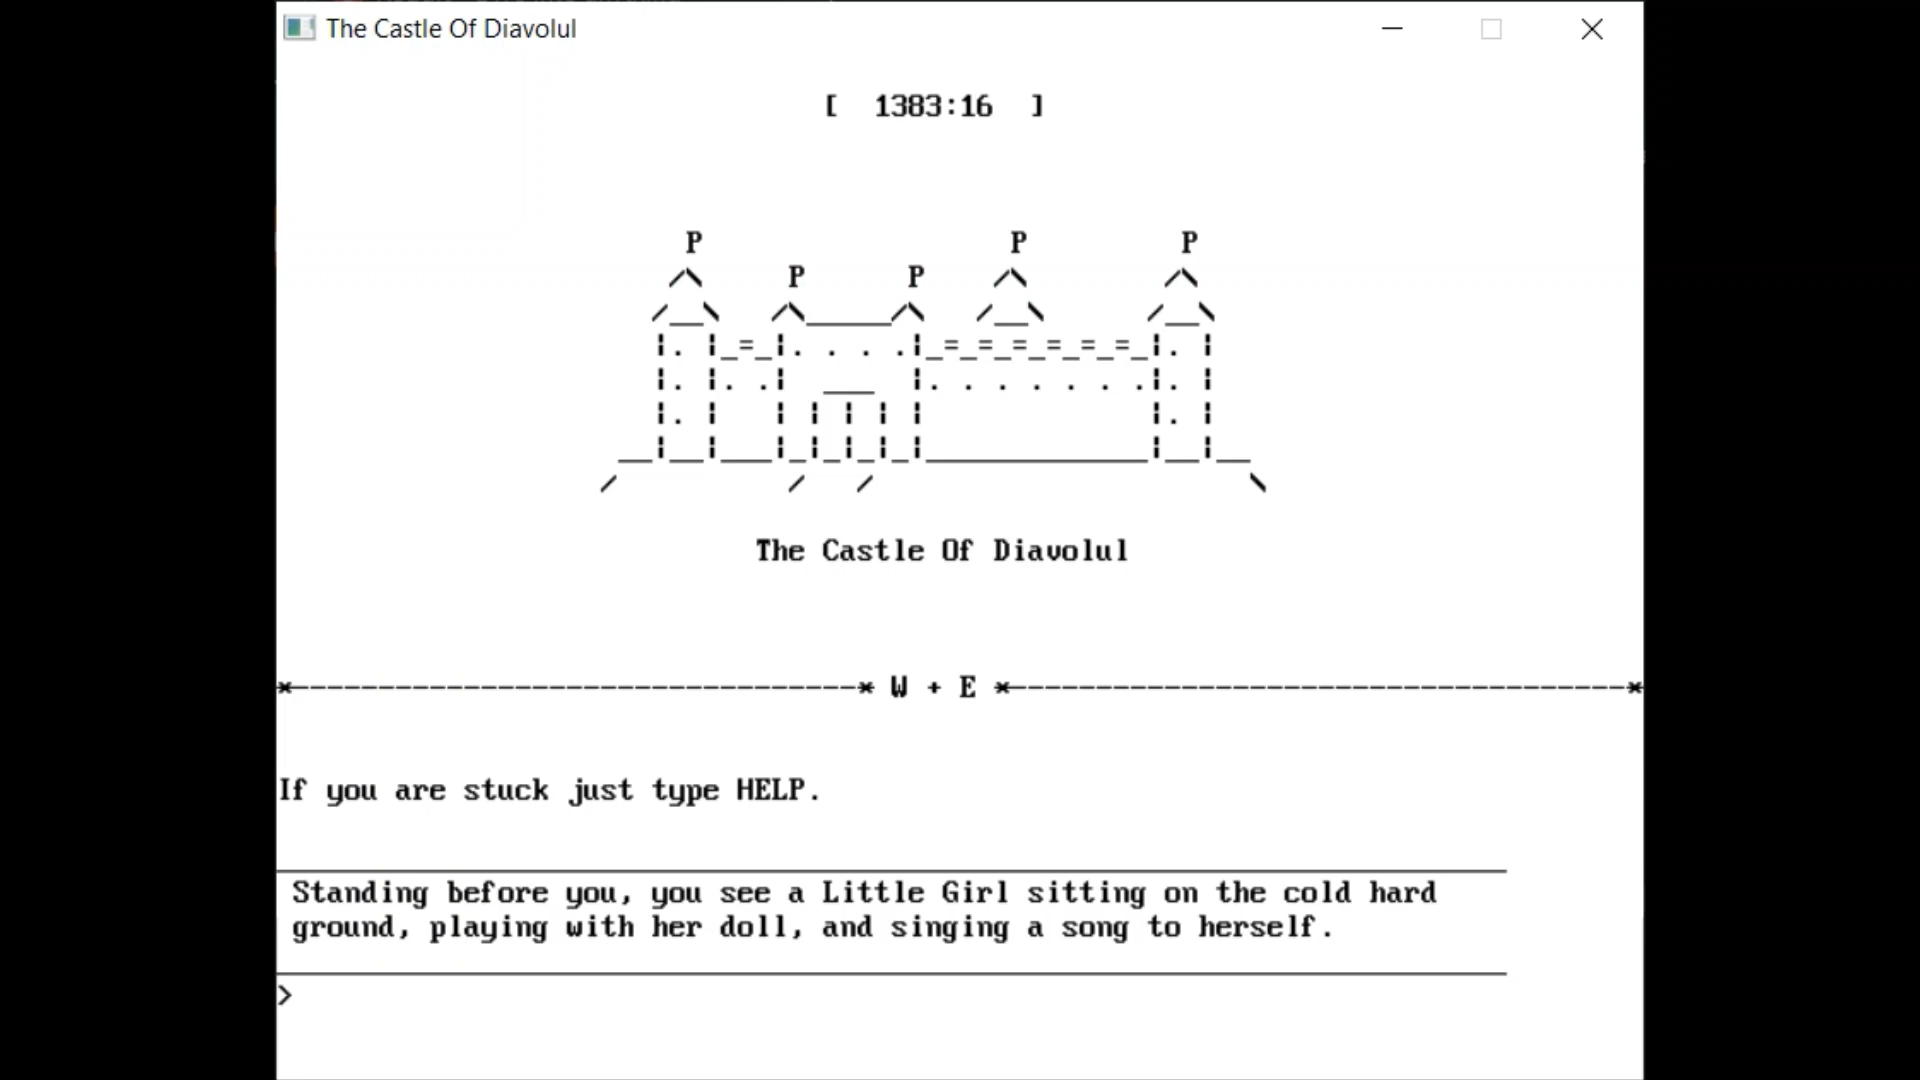 The Castle Of Diavolul
[ 1383:16 ]
P P P
P P
The Castle Of Diavolul
W + E
If you are stuck just type HELP.
Standing before you, you see a Little Girl sitting on the cold hard
ground, playing with her doll, and singing a song to herself.
>